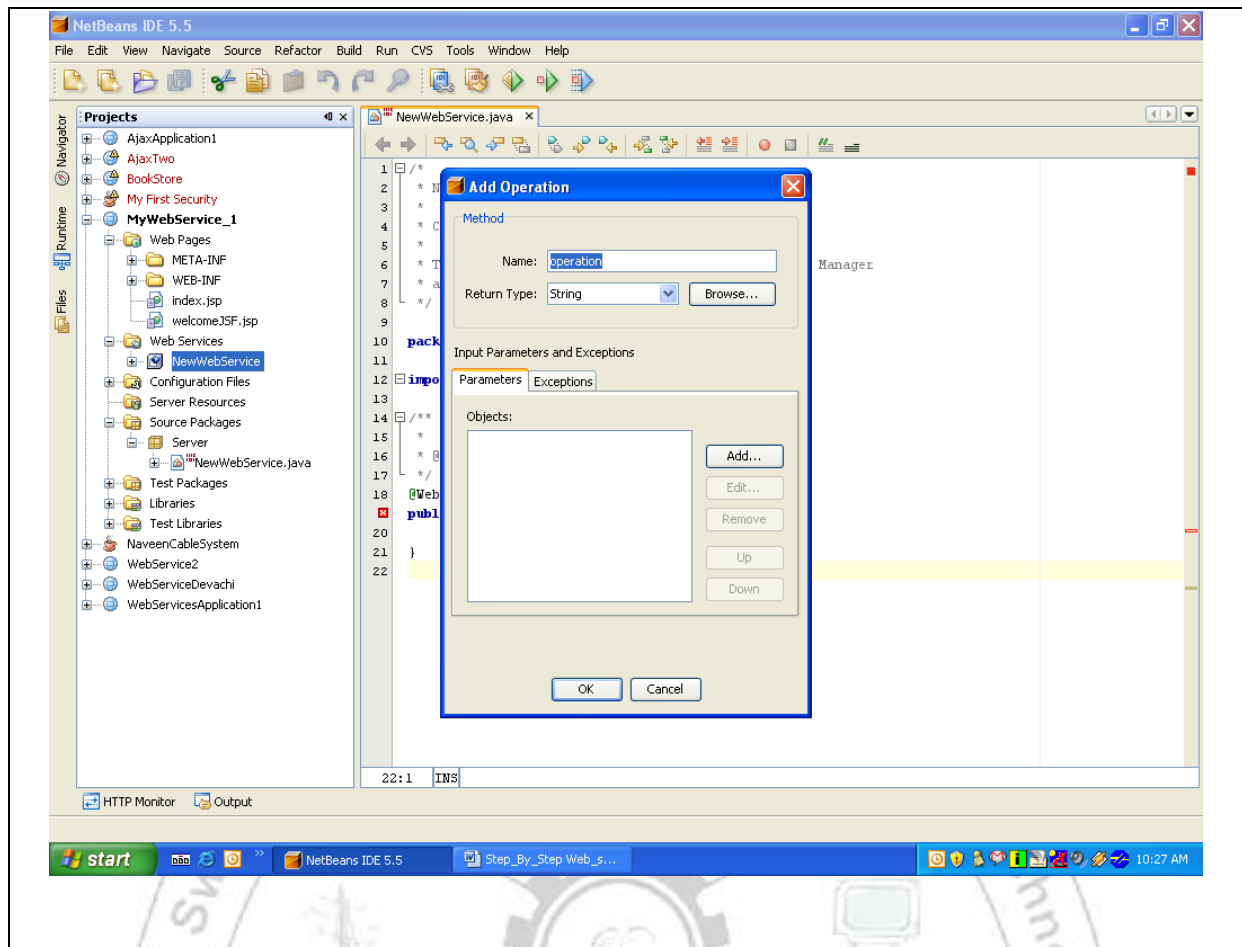 NetBeans IDE 5.5
File Edit View Navigate Source Refactor Build Run CVS Tools Window Help
Navigator
Runtime
Files
Projects
AjaxApplication1
AjaxTwo
BookStore
My First Security
MyWebService_1
Web Pages
META-INF
WEB-INF
index.jsp
welcomeJSF.jsp
Web Services
NewWebService
Configuration Files
Server Resources
Source Packages
Server
NewWebService.java
Test Packages
Libraries
Test Libraries
NaveenCableSystem
WebService2
WebServiceDevachi
WebServicesApplication1
NewWebService.java
1 /*
2 * N
3 *
4 * C
5 *
6 * T Manager
7 * a
8 */
9
10 pack
11
12 impo
13
14 /**
15 *
16 * @
17 */
18 @Web
publ
20
21 }
22
Add Operation
Method
Name: operation
Return Type: String Browse...
Input Parameters and Exceptions
Parameters Exceptions
Objects:
Add...
Edit...
Remove
Up
Down
OK Cancel
22:1 INS
HTTP Monitor Output
start NetBeans IDE 5.5 Step_By_Step Web_s... 10:27 AM